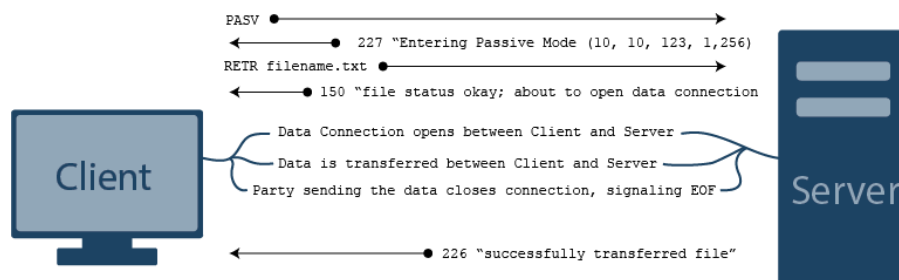 PASV
227 “Entering Passive Mode (10, 10, 123, 1,256)
RETR filename.txt
150 “file status okay; about to open data connection
Data Connection opens between Client and Server
Data is transferred between Client and Server
Party sending the data closes connection, signaling EOF
Client
Server
226 “successfully transferred file”